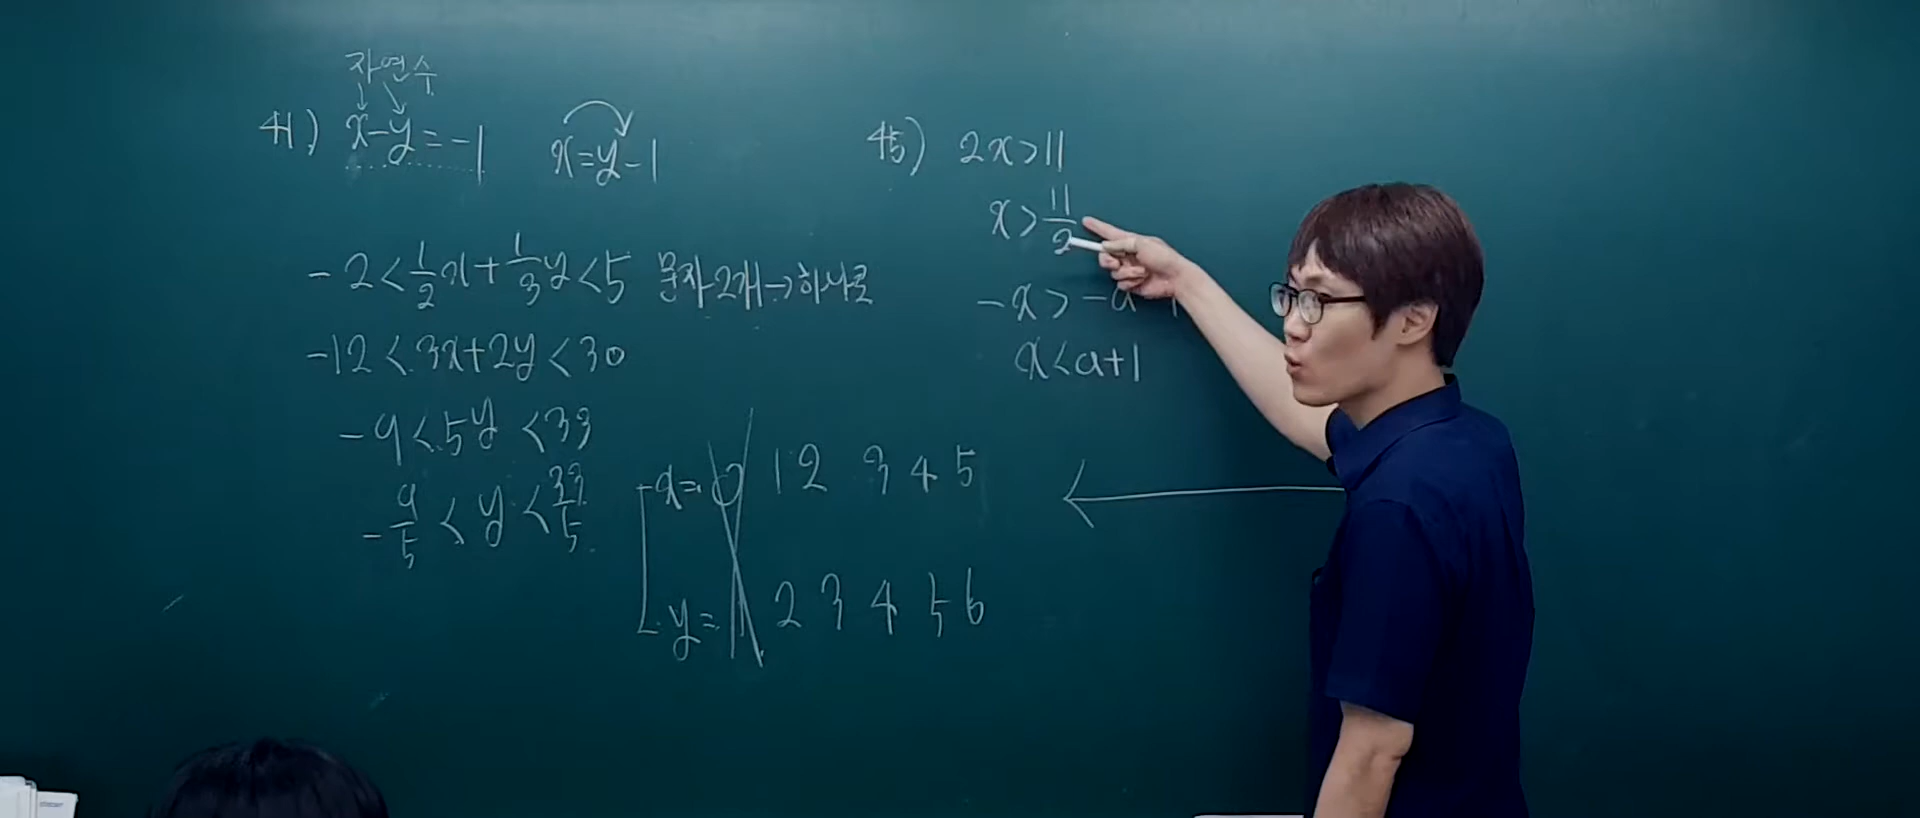 자연수
41) x-y=-1 x=y-1
-2<1/2x+1/3y<5 문자2개→하나로
-12<3x+2y<30
-9<5y<33
-9/5<y<33/5
x=0 1 2 3 4 5
y=1 2 3 4 5 6
45) 2x>11
x>11/2
-x>-a
x<a+1